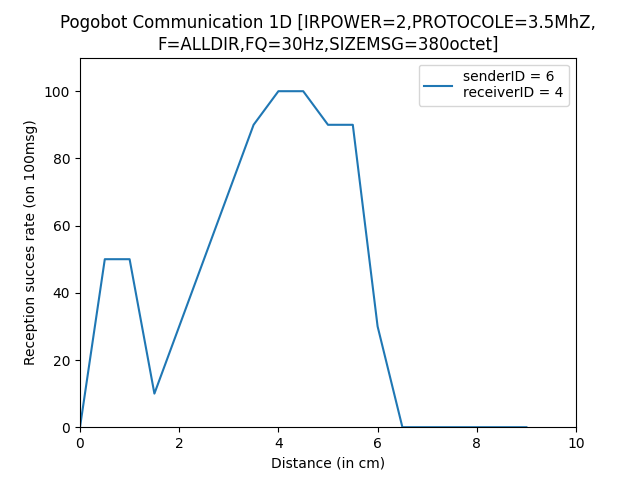 Pogobot Communication 1D [IRPOWER=2,PROTOCOLE=3.5MhZ,
F=ALLDIR,FQ=30Hz,SIZEMSG=380octet]
senderID = 6
receiverID = 4
Reception succes rate (on 100msg)
100
80
60
40
20
0
0 2 4 6 8 10
Distance (in cm)